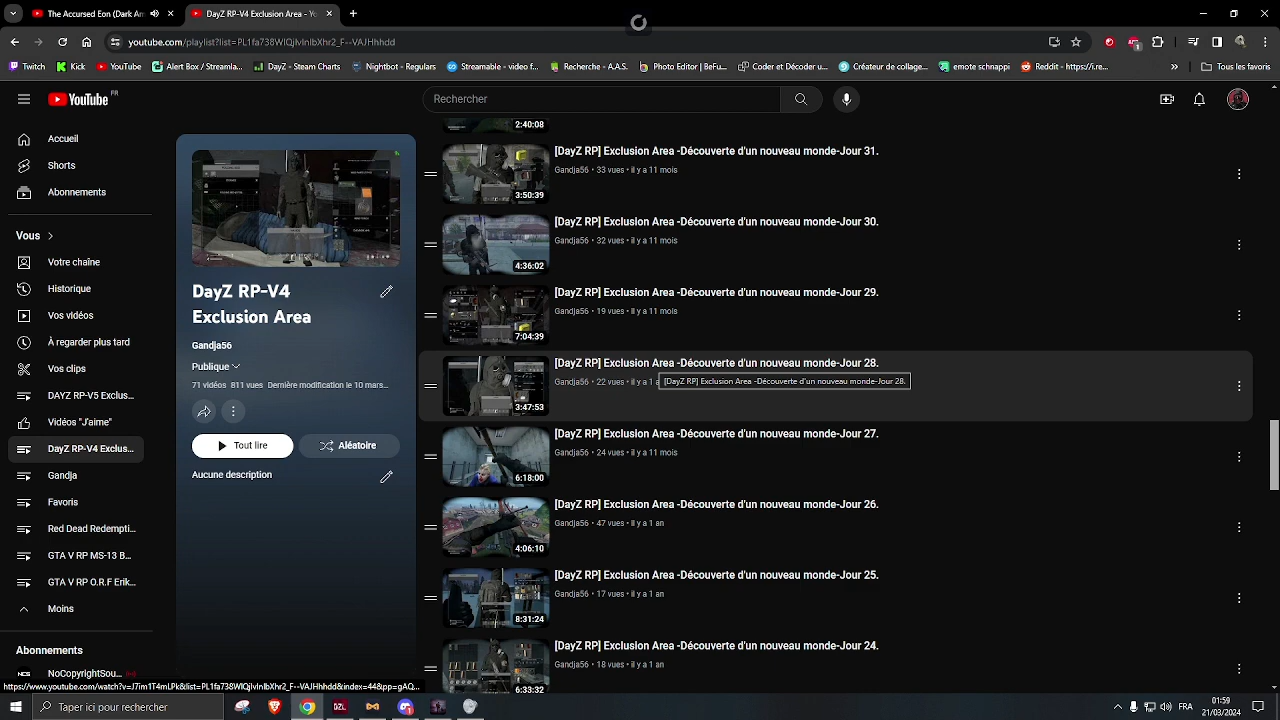 The Accursed Eon (Dark Am
DayZ RP-V4 Exclusion Area - Yo
youtube.com/playlist?list=PL1fa738WlQjIvInIbXhr2_F--VAJHhhdd
Twitch
Kick
YouTube
Alert Box / Streamla...
DayZ - Steam Charts
Nightbot - Regulars
Streamable - video f...
Recherche - A.A.S.
Photo Editor | BeFu...
Coder et Décoder u...
Créateur de collage...
emote schnappi
Reddit - https://i.re...
Tous les favoris
YouTube FR
Rechercher
Accueil
Shorts
Abonnements
Vous
Votre chaîne
Historique
Vos vidéos
À regarder plus tard
Vos clips
DAYZ RP-V5 Exclus...
Vidéos "J'aime"
DayZ RP-V4 Exclus...
Gandja
Favoris
Red Dead Redempti...
GTA V RP MS-13 B...
GTA V RP O.R.F Erik...
Moins
Abonnements
NoCopyrightSou...
DayZ RP-V4
Exclusion Area
Gandja56
Publique
71 vidéos 811 vues Dernière modification le 10 mars...
Tout lire
Aléatoire
Aucune description
2:40:08
[DayZ RP] Exclusion Area -Découverte d'un nouveau monde-Jour 31.
Gandja56 • 33 vues • il y a 11 mois
3:50:39
[DayZ RP] Exclusion Area -Découverte d'un nouveau monde-Jour 30.
Gandja56 • 32 vues • il y a 11 mois
4:36:02
[DayZ RP] Exclusion Area -Découverte d'un nouveau monde-Jour 29.
Gandja56 • 19 vues • il y a 11 mois
7:04:39
[DayZ RP] Exclusion Area -Découverte d'un nouveau monde-Jour 28.
Gandja56 • 22 vues • il y a
[DayZ RP] Exclusion Area -Découverte d'un nouveau monde-Jour 28.
3:47:53
[DayZ RP] Exclusion Area -Découverte d'un nouveau monde-Jour 27.
Gandja56 • 24 vues • il y a 11 mois
6:18:00
[DayZ RP] Exclusion Area -Découverte d'un nouveau monde-Jour 26.
Gandja56 • 47 vues • il y a 1 an
4:06:10
[DayZ RP] Exclusion Area -Découverte d'un nouveau monde-Jour 25.
Gandja56 • 17 vues • il y a 1 an
8:31:24
[DayZ RP] Exclusion Area -Découverte d'un nouveau monde-Jour 24.
Gandja56 • 18 vues • il y a 1 an
6:33:32
ici pour rechercher
FRA
01:59
21/03/2024